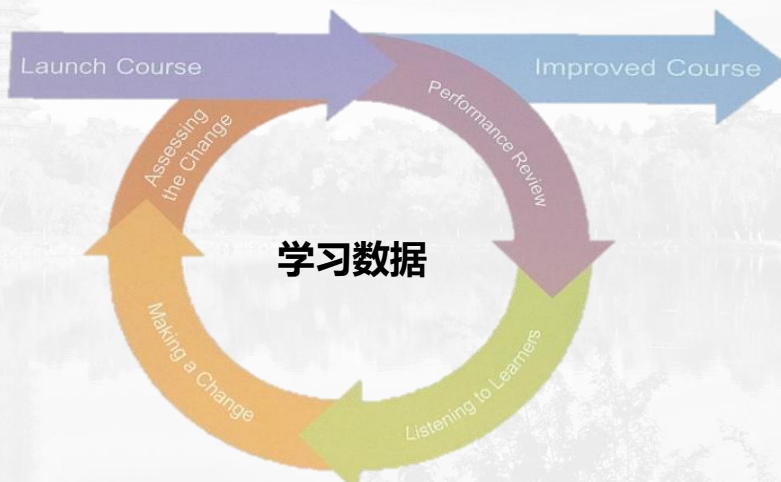 Launch Course
Improved Course
Performance Review
Listening to Learners
Making a Change
Assessing
the Change
学习数据